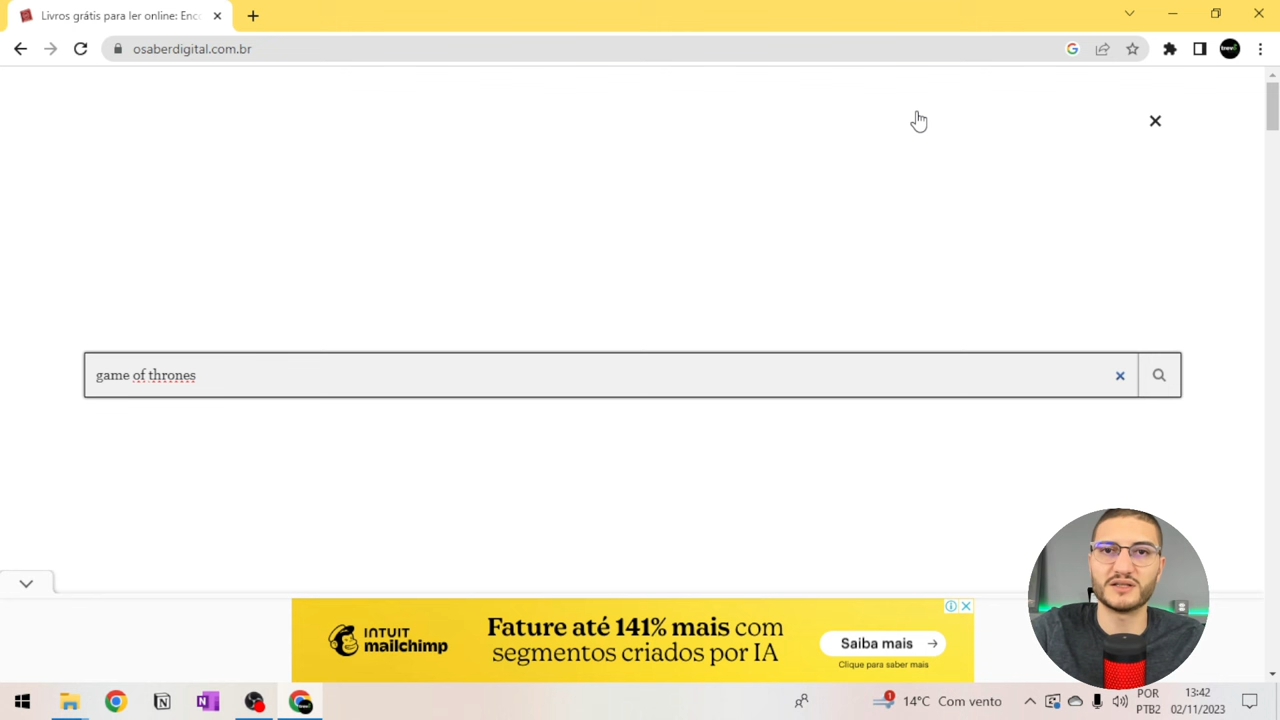 Livros grátis para ler online: Enc
osaberdigital.com.br
game of thrones
INTUIT
mailchimp
Fature até 141% mais com
segmentos criados por IA
Saiba mais
Clique para saber mais
1
14°C Com vento
POR
PTB2
13:42
02/11/2023